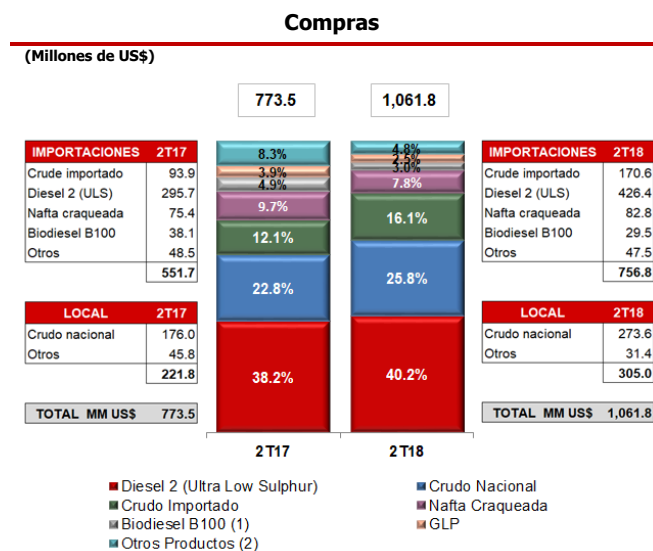 Compras
(Millones de US$)
773.5 1,061.8
IMPORTACIONES 2T17
Crude importado 93.9
Diesel 2 (ULS) 295.7
Nafta craqueada 75.4
Biodiesel B100 38.1
Otros 48.5
551.7
LOCAL 2T17
Crudo nacional 176.0
Otros 45.8
221.8
TOTAL MM US$ 773.5
8.3%
3.9%
4.9%
9.7%
12.1%
22.8%
38.2%
2T17
4.8%
2.5%
3.0%
7.8%
16.1%
25.8%
40.2%
2T18
IMPORTACIONES 2T18
Crude importado 170.6
Diesel 2 (ULS) 426.4
Nafta craqueada 82.8
Biodiesel B100 29.5
Otros 47.5
756.8
LOCAL 2T18
Crudo nacional 273.6
Otros 31.4
305.0
TOTAL MM US$ 1,061.8
Diesel 2 (Ultra Low Sulphur) Crudo Nacional
Crudo Importado Nafta Craqueada
Biodiesel B100 (1) GLP
Otros Productos (2)